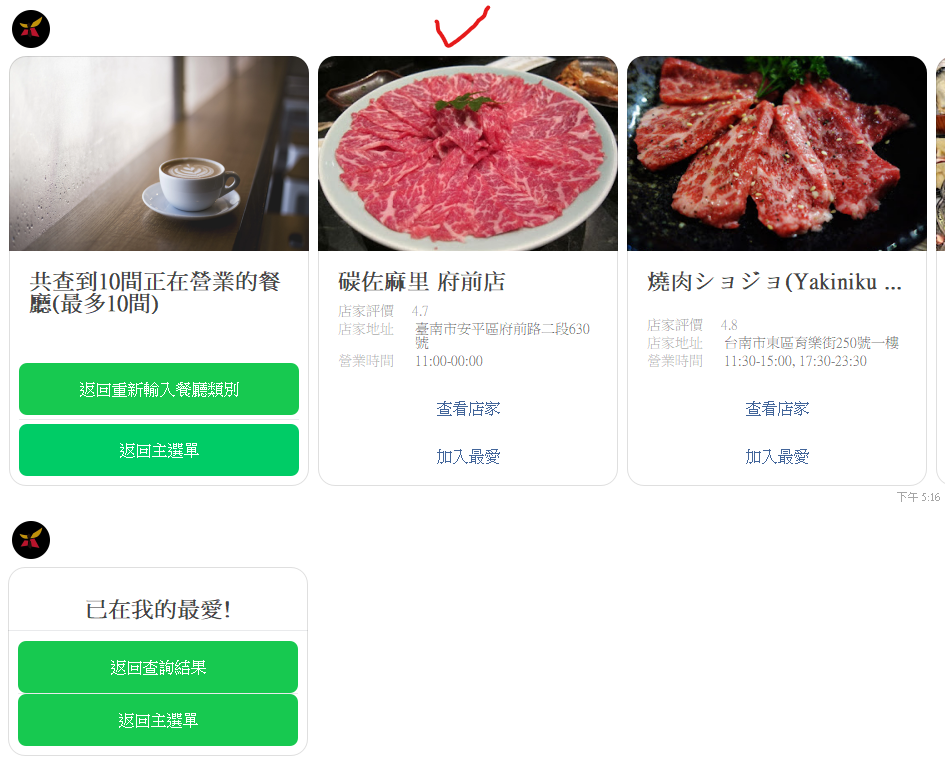 共查到10間正在營業的餐
廳(最多10間)
返回重新輸入餐廳類別
返回主選單
碳佐麻里 府前店
店家評價 4.7
店家地址 臺南市安平區府前路二段630
號
營業時間 11:00-00:00
查看店家
加入最愛
燒肉ショジョ(Yakiniku ...
店家評價 4.8
店家地址 台南市東區育樂街250號一樓
營業時間 11:30-15:00, 17:30-23:30
查看店家
加入最愛
下午 5:16
已在我的最愛!
返回查詢結果
返回主選單